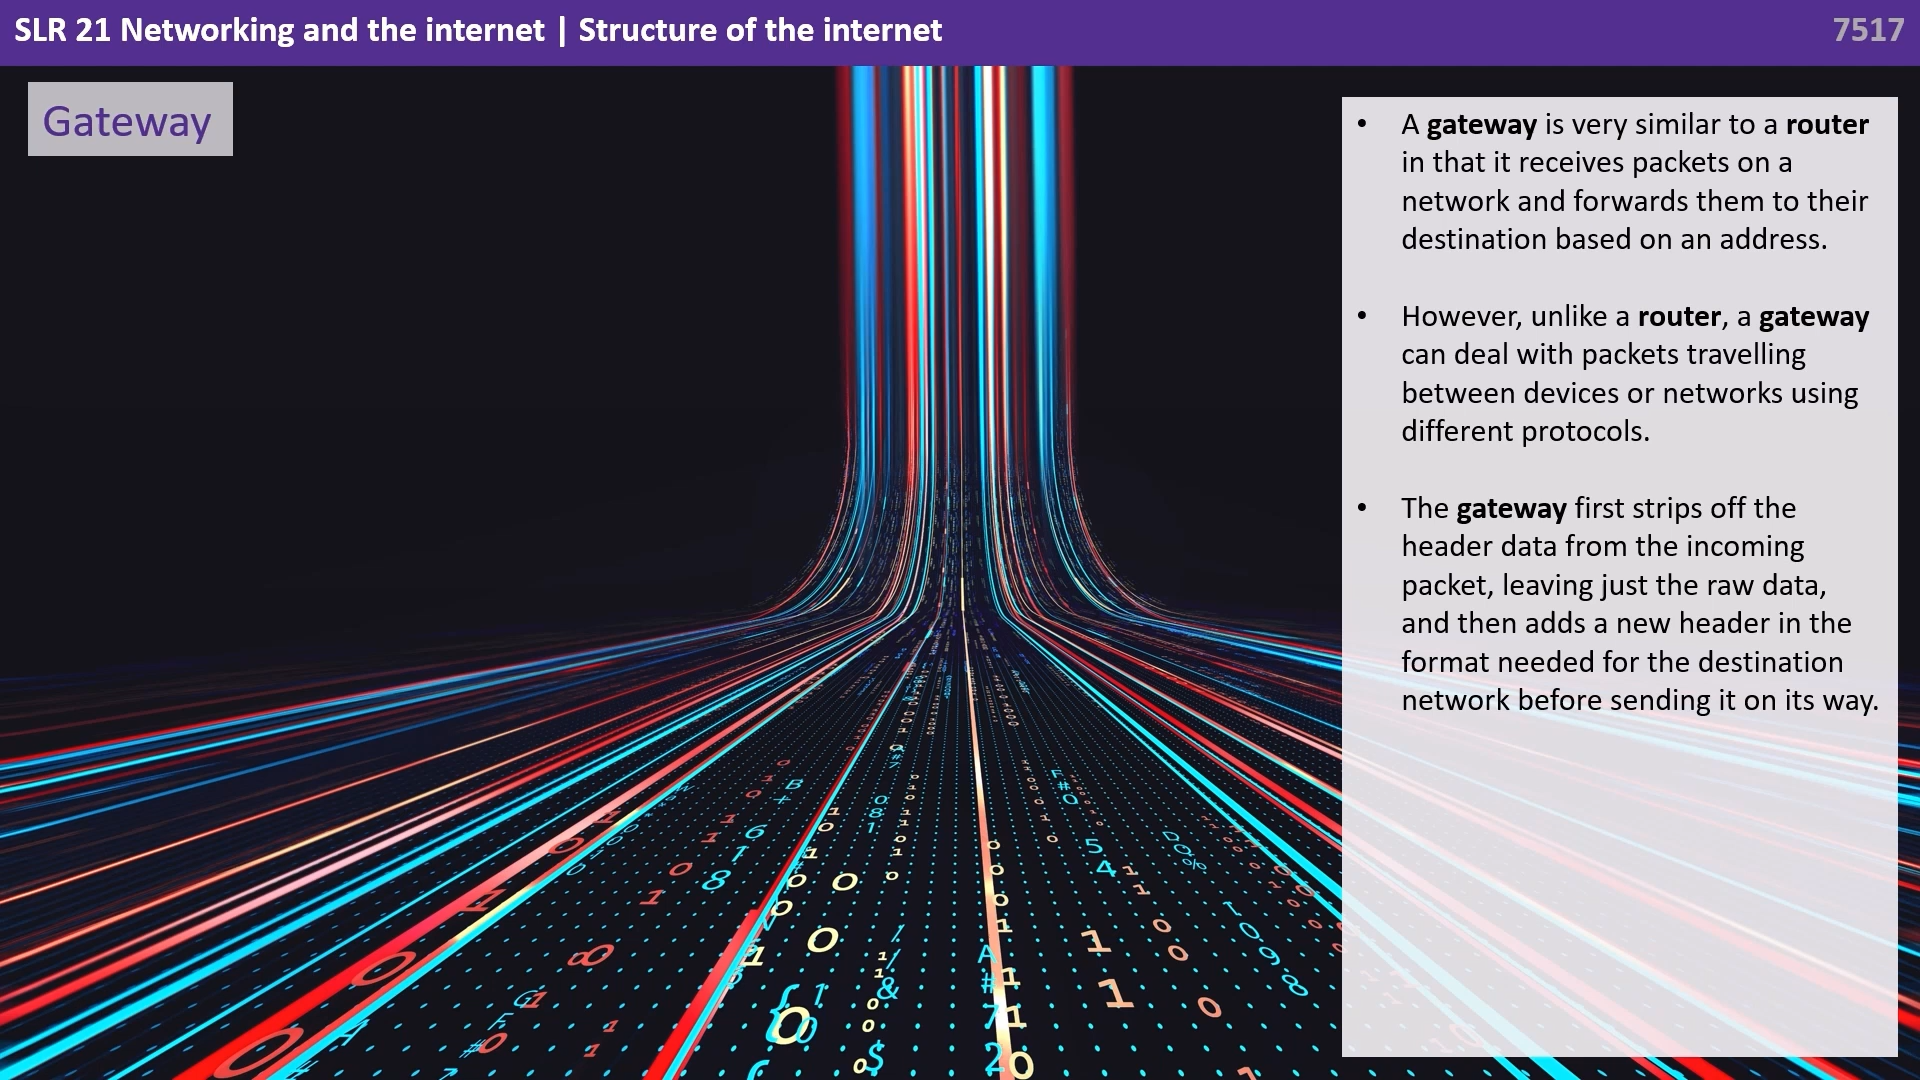 SLR 21 Networking and the internet | Structure of the internet
7517
Gateway
• A gateway is very similar to a router
in that it receives packets on a
network and forwards them to their
destination based on an address.
• However, unlike a router, a gateway
can deal with packets travelling
between devices or networks using
different protocols.
• The gateway first strips off the
header data from the incoming
packet, leaving just the raw data,
and then adds a new header in the
format needed for the destination
network before sending it on its way.